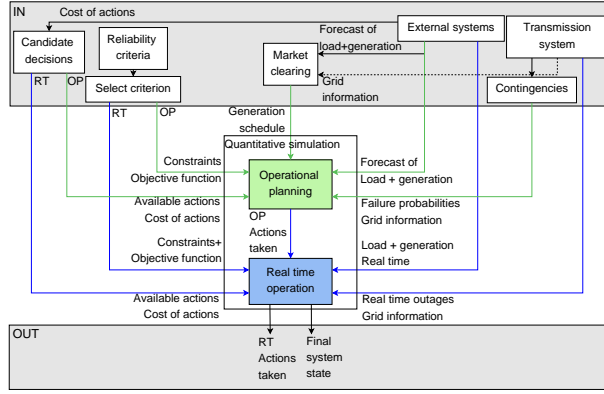 IN
Cost of actions
Candidate
decisions
Reliability
criteria
Forecast of
load+generation
External systems
Transmission
system
Market
clearing
RT
OP
Select criterion
Grid
information
Contingencies
RT
OP
Generation
schedule
Quantitative simulation
Constraints
Objective function
Operational
planning
Forecast of
Load + generation
Available actions
Cost of actions
OP
Actions
taken
Failure probabilities
Grid information
Constraints+
Objective function
Load + generation
Real time
Real time
operation
Available actions
Cost of actions
Real time outages
Grid information
OUT
RT
Actions
taken
Final
system
state